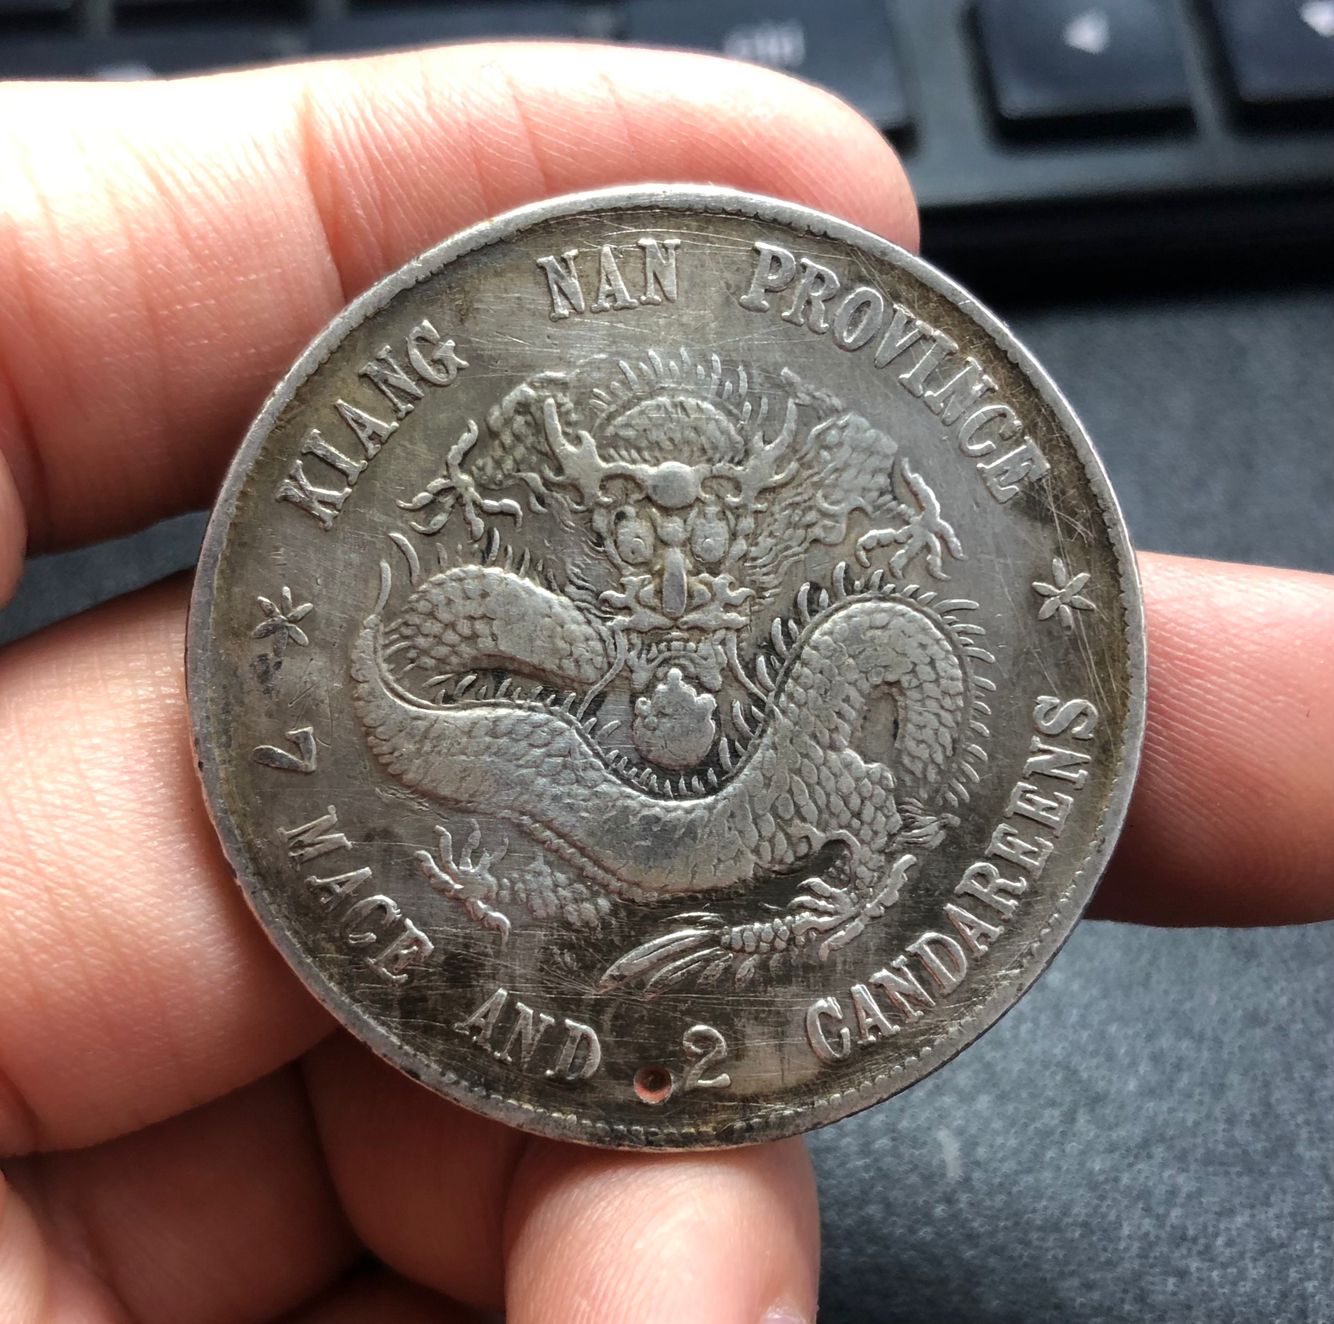 KIANG NAN PROVINCE
7 MACE AND 2 CANDAREENS